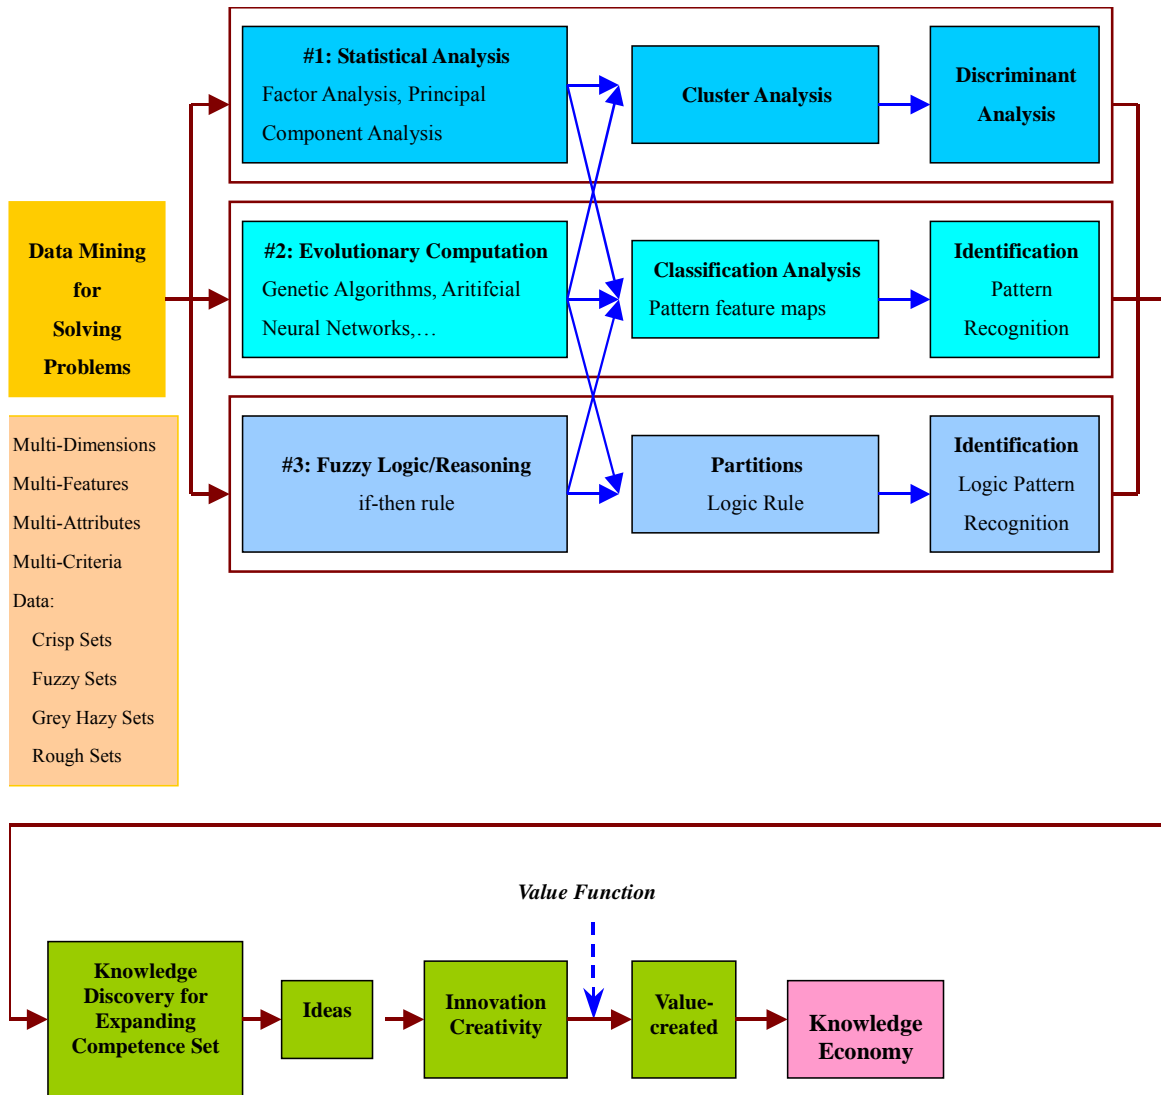 #1: Statistical Analysis
Factor Analysis, Principal
Component Analysis
Cluster Analysis
Discriminant
Analysis
Data Mining
for
Solving
Problems
#2: Evolutionary Computation
Genetic Algorithms, Aritifcial
Neural Networks,…
Classification Analysis
Pattern feature maps
Identification
Pattern
Recognition
Multi-Dimensions
Multi-Features
Multi-Attributes
Multi-Criteria
Data:
Crisp Sets
Fuzzy Sets
Grey Hazy Sets
Rough Sets
#3: Fuzzy Logic/Reasoning
if-then rule
Partitions
Logic Rule
Identification
Logic Pattern
Recognition
Value Function
Knowledge
Discovery for
Expanding
Competence Set
Ideas
Innovation
Creativity
Value-
created
Knowledge
Economy